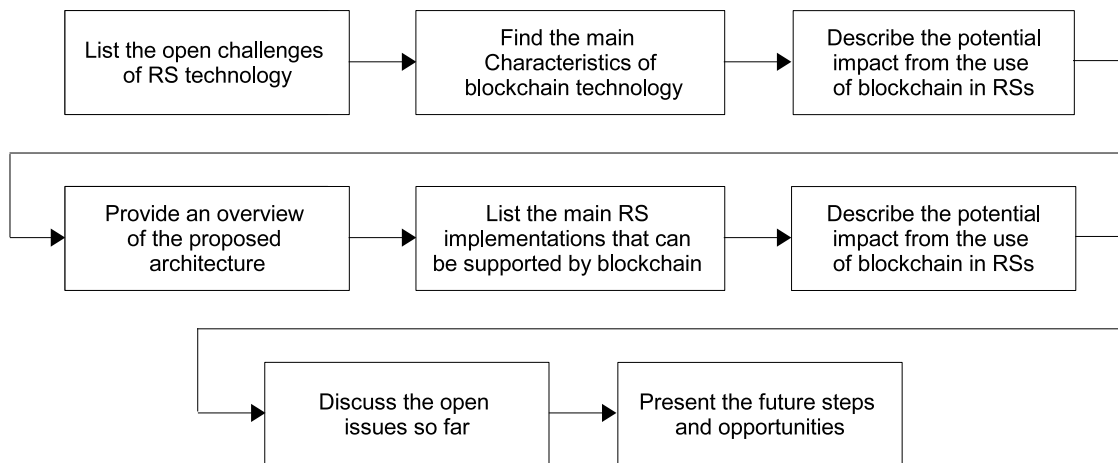 List the open challenges
of RS technology
Find the main
Characteristics of
blockchain technology
Describe the potential
impact from the use
of blockchain in RSs
Provide an overview
of the proposed
architecture
List the main RS
implementations that can
be supported by blockchain
Describe the potential
impact from the use
of blockchain in RSs
Discuss the open
issues so far
Present the future steps
and opportunities